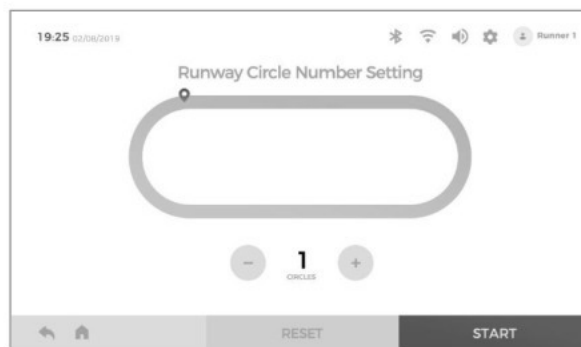 19:25 02/08/2019 Runner 1
Runway Circle Number Setting
− 1 +
CIRCLES
RESET START